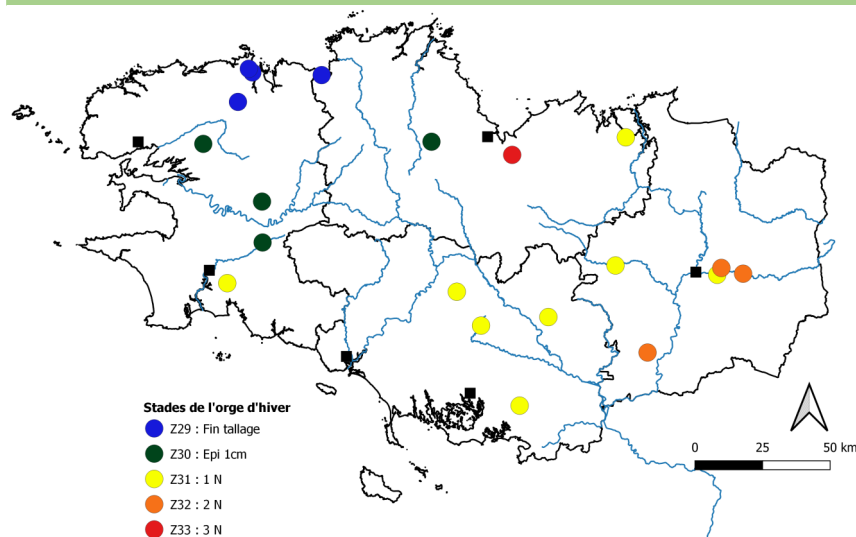 Stades de l'orge d'hiver
Z29 : Fin tallage
Z30 : Epi 1cm
Z31 : 1 N
Z32 : 2 N
Z33 : 3 N
0 25 50 km